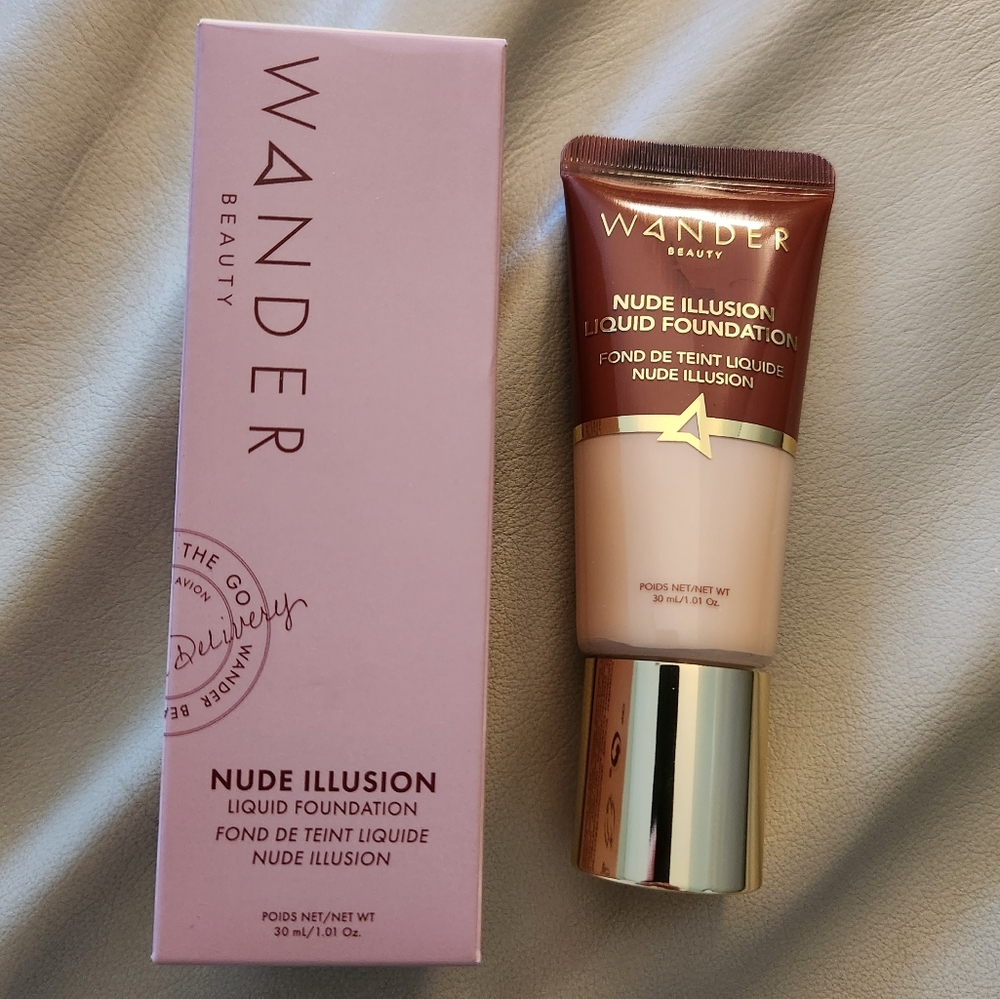 WANDER
BEAUTY
THE GO
AVION
Delivery
WANDER BEA
NUDE ILLUSION
LIQUID FOUNDATION
FOND DE TEINT LIQUIDE
NUDE ILLUSION
POIDS NET/NET WT
30 mL/1.01 Oz.
WANDER
BEAUTY
NUDE ILLUSION
LIQUID FOUNDATION
FOND DE TEINT LIQUIDE
NUDE ILLUSION
POIDS NET/NET WT
30 mL/1.01 Oz.